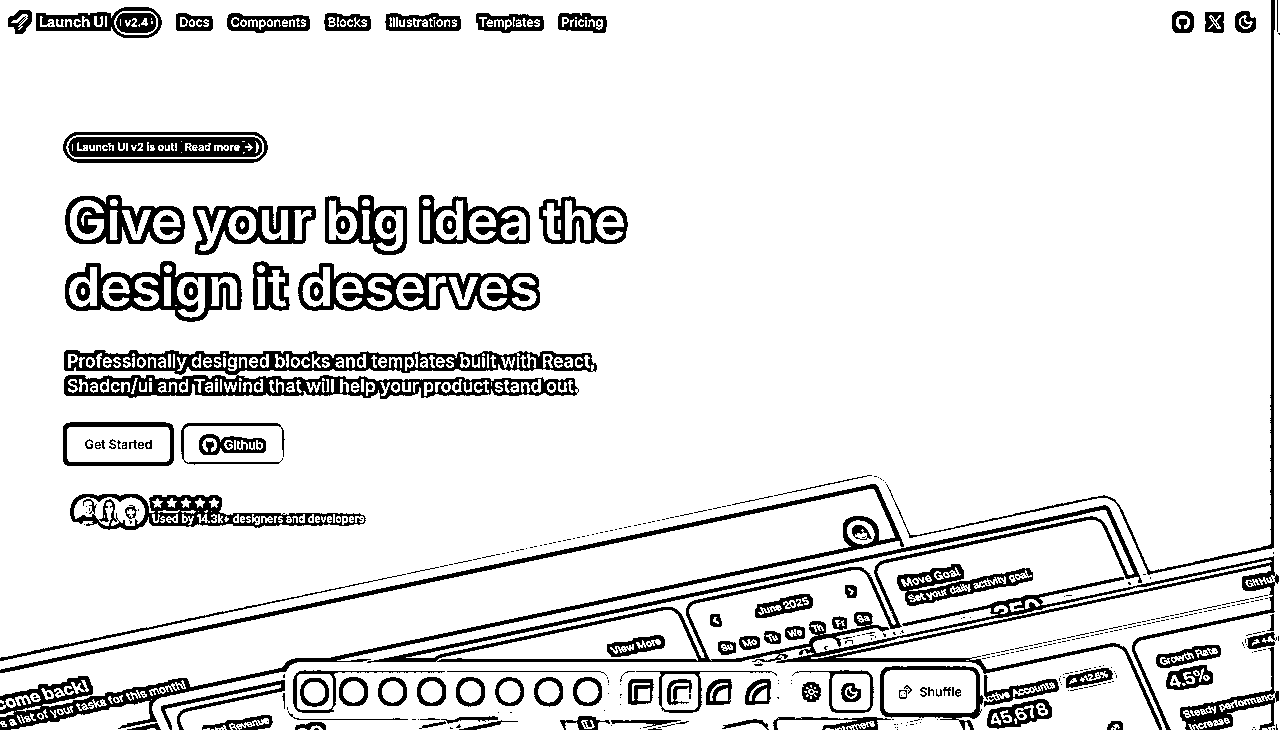 Launch UI v2.4 Docs Components Blocks Illustrations Templates Pricing
Launch UI v2 is out! Read more
Give your big idea the
design it deserves
Professionally designed blocks and templates built with React,
Shadcn/ui and Tailwind that will help your product stand out.
Get Started Github
Used by 14.3k+ designers and developers
Move Goal
Set your daily activity goal.
350
June 2025
Su Mo Tu We Th Fr Sa
View More
GitHub
come back!
s a list of your tasks for this month!
Growth Rate
4.5%
Steady performance
increase
Active Accounts +12.5%
45,678
Revenue
Shuffle